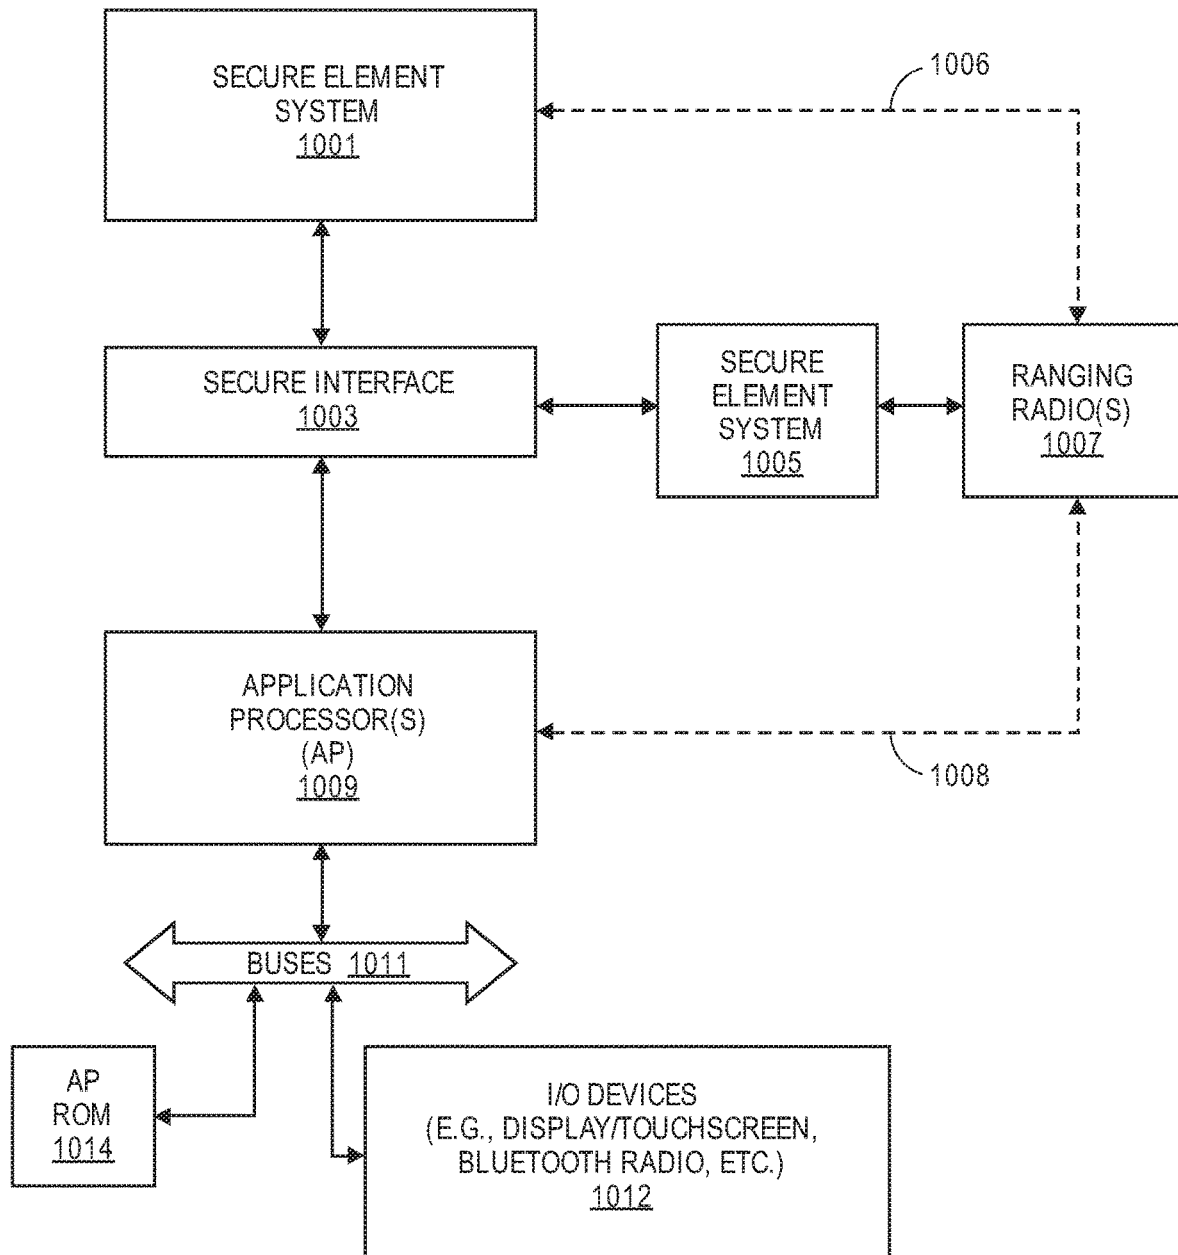 SECURE ELEMENT
SYSTEM
1001
1006
SECURE INTERFACE
1003
SECURE
ELEMENT
SYSTEM
1005
RANGING
RADIO(S)
1007
APPLICATION
PROCESSOR(S)
(AP)
1009
1008
BUSES 1011
AP
ROM
1014
I/O DEVICES
(E.G., DISPLAY/TOUCHSCREEN,
BLUETOOTH RADIO, ETC.)
1012